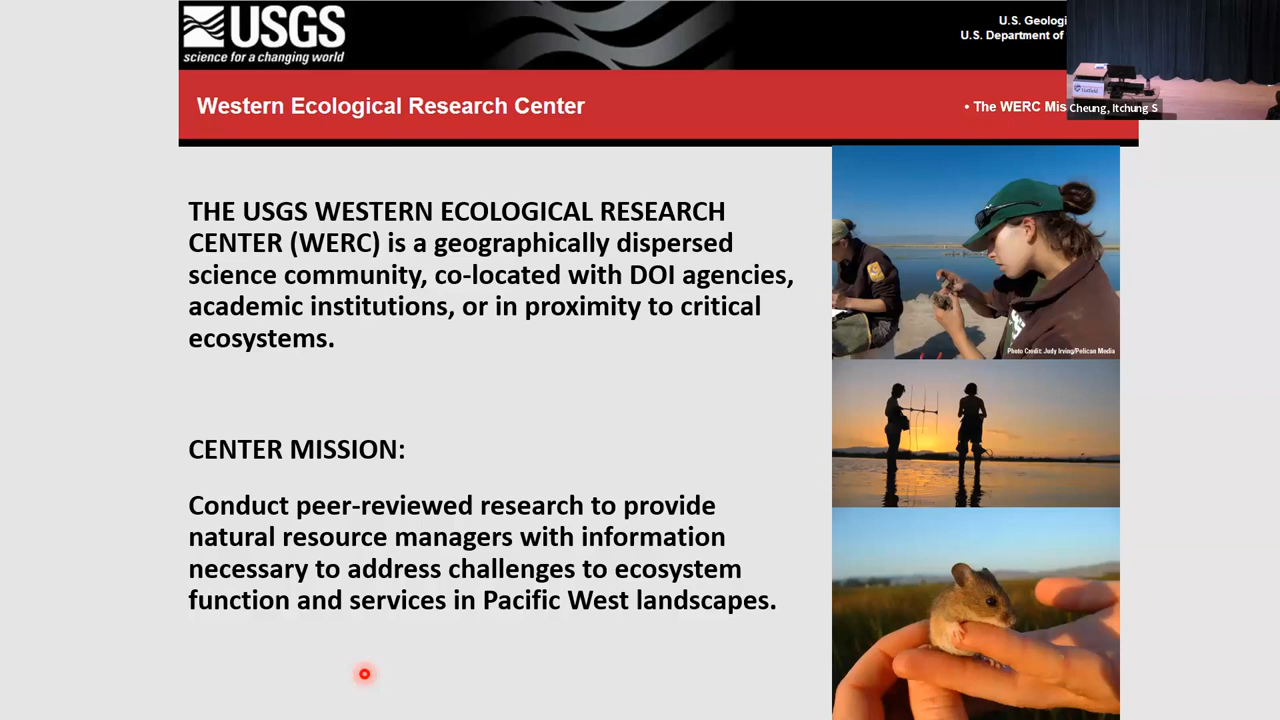 USGS
science for a changing world
U.S. Geologi
U.S. Department of
Western Ecological Research Center
• The WERC Mis
Cheung, Itchung S
THE USGS WESTERN ECOLOGICAL RESEARCH
CENTER (WERC) is a geographically dispersed
science community, co-located with DOI agencies,
academic institutions, or in proximity to critical
ecosystems.
Photo Credit: Judy Irving/Pelican Media
CENTER MISSION:
Conduct peer-reviewed research to provide
natural resource managers with information
necessary to address challenges to ecosystem
function and services in Pacific West landscapes.